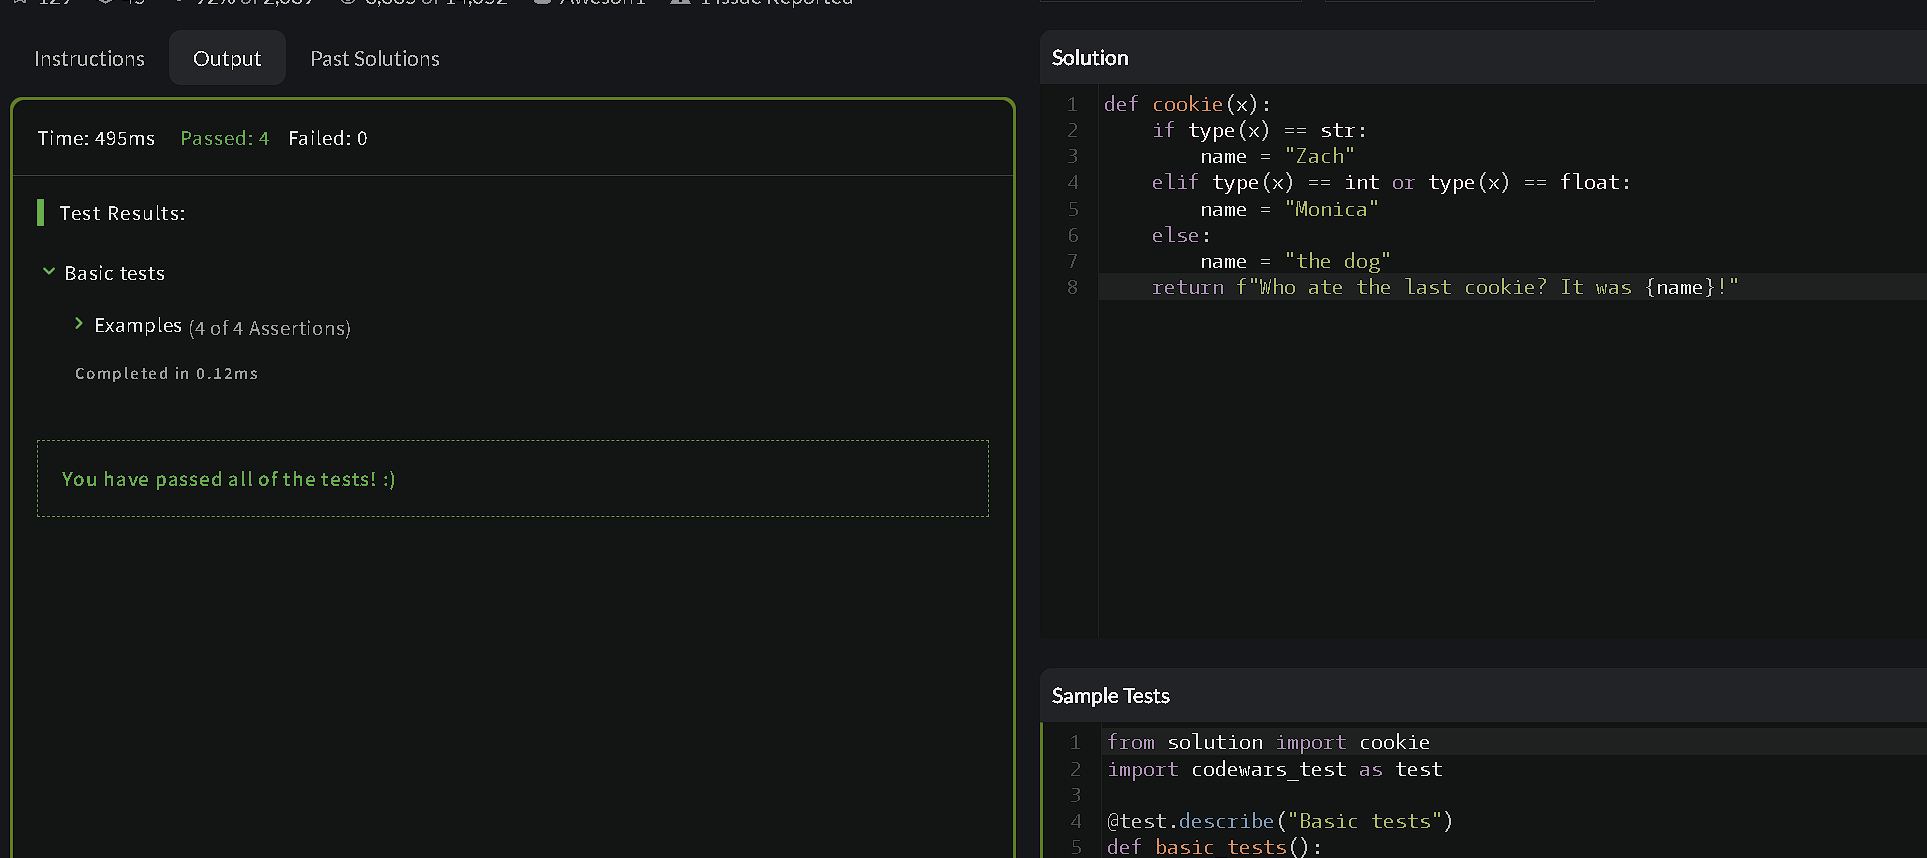 Instructions
Output
Past Solutions
Time: 495ms Passed: 4 Failed: 0
Test Results:
Basic tests
Examples (4 of 4 Assertions)
Completed in 0.12ms
You have passed all of the tests! :)
Solution
1 def cookie(x):
2     if type(x) == str:
3         name = "Zach"
4     elif type(x) == int or type(x) == float:
5         name = "Monica"
6     else:
7         name = "the dog"
8     return f"Who ate the last cookie? It was {name}!"
Sample Tests
1 from solution import cookie
2 import codewars_test as test
3
4 @test.describe("Basic tests")
5 def basic_tests():